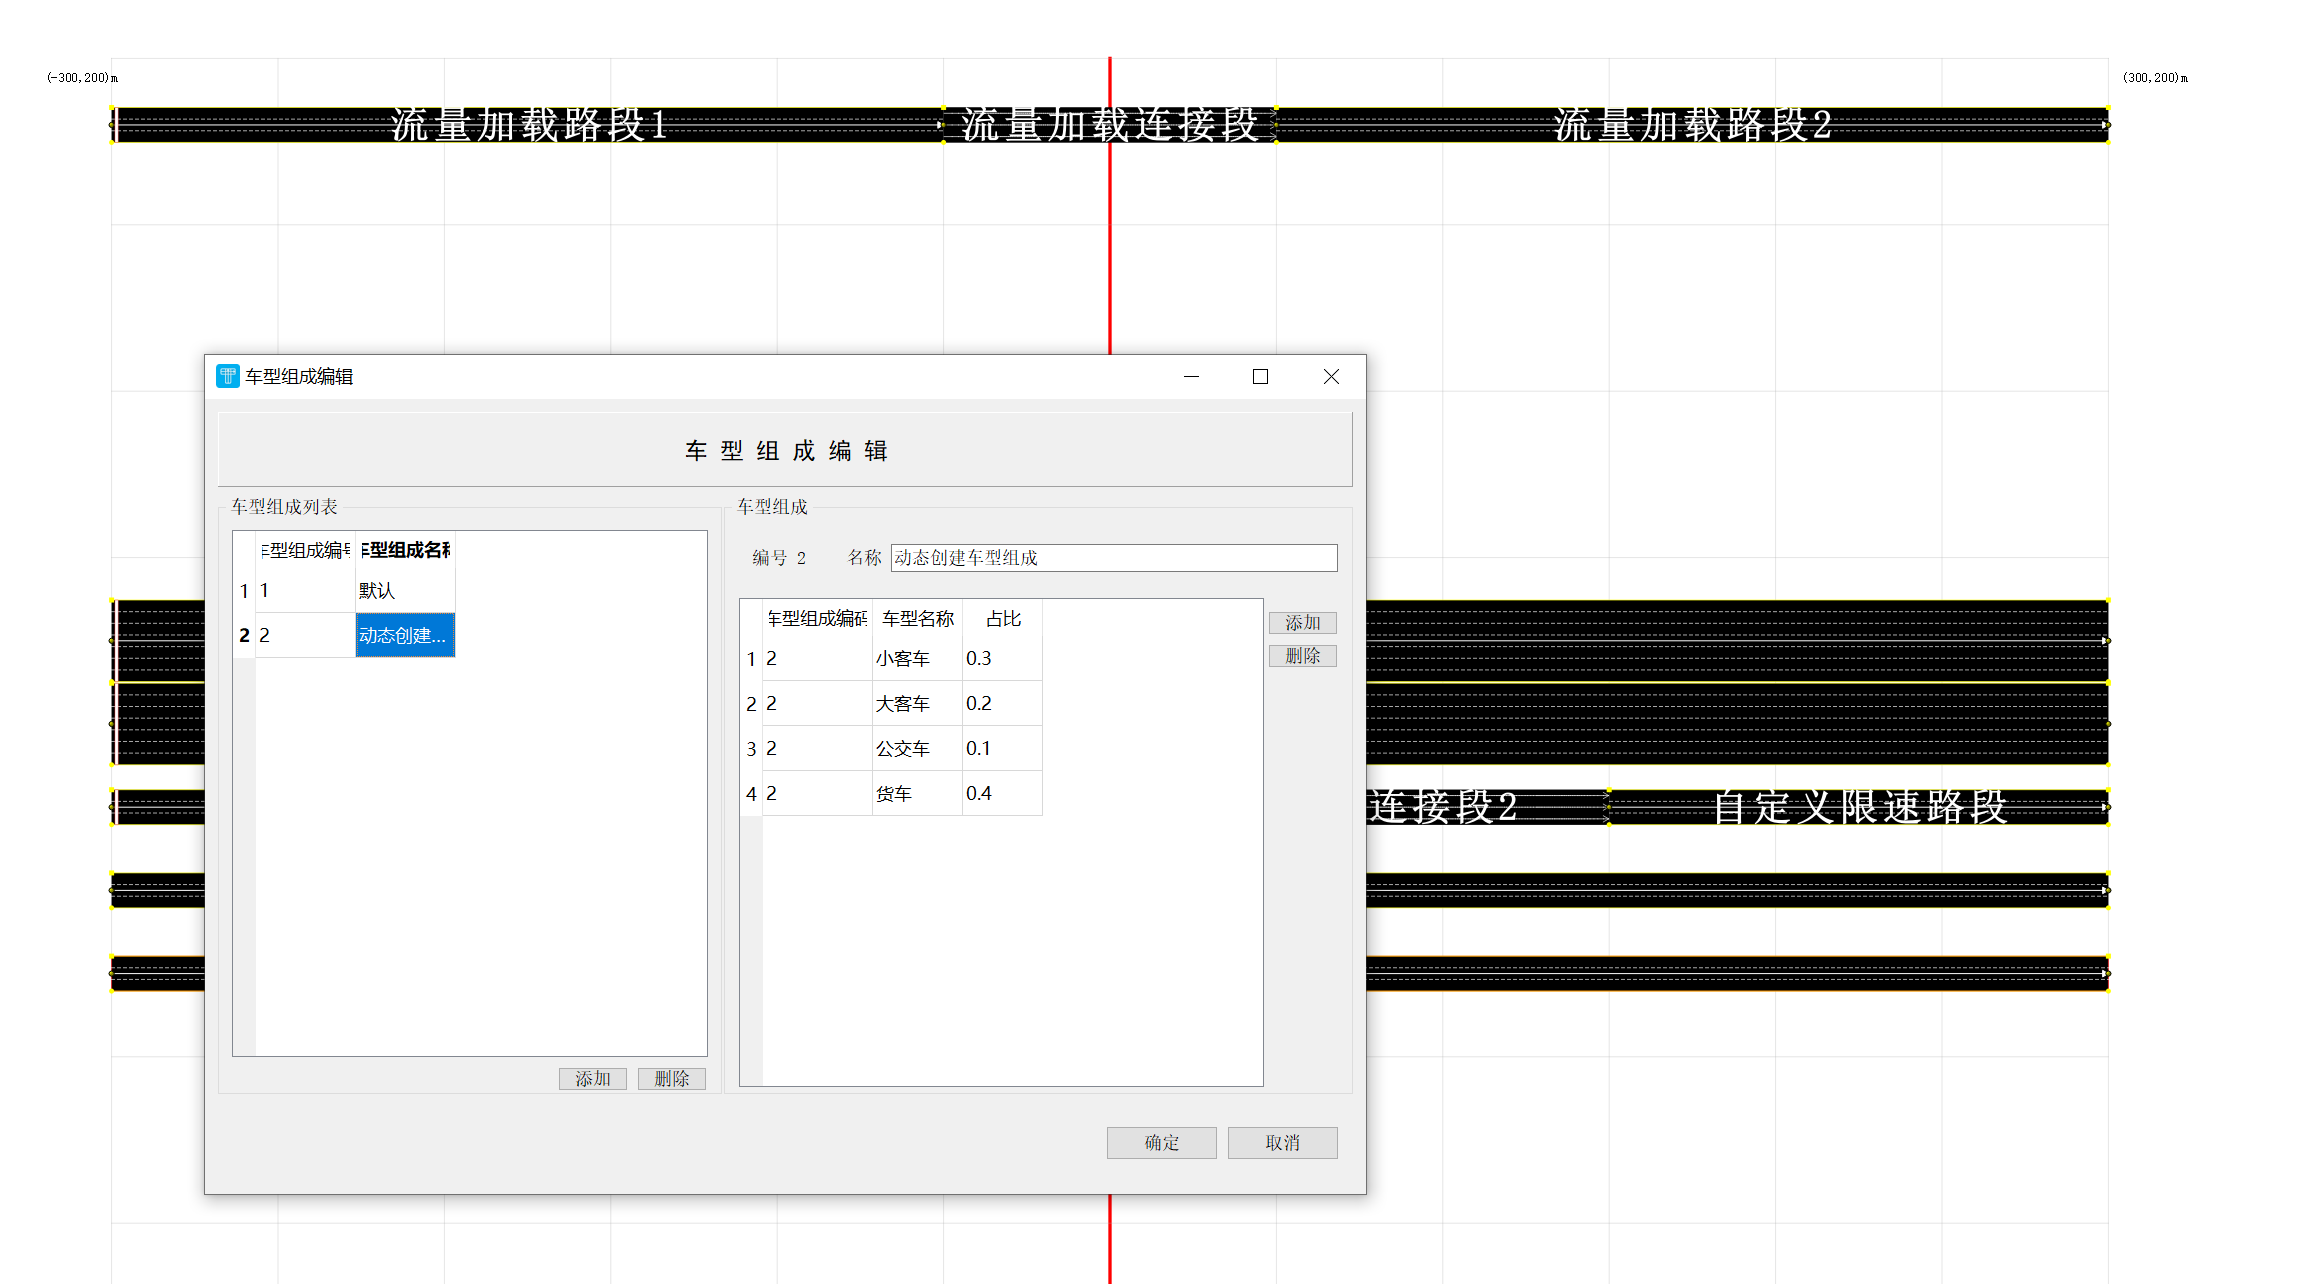 (-300,200)m
(300,200)m
流量加载路段1
流量加载连接段
流量加载路段2
车型组成编辑
车型组成编辑
车型组成列表
车型组成编号 车型组成名称
1 1 默认
2 2 动态创建...
添加 删除
车型组成
编号 2 名称 动态创建车型组成
车型组成编码 车型名称 占比
1 2 小客车 0.3
2 2 大客车 0.2
3 2 公交车 0.1
4 2 货车 0.4
添加
删除
确定 取消
连接段2
自定义限速路段